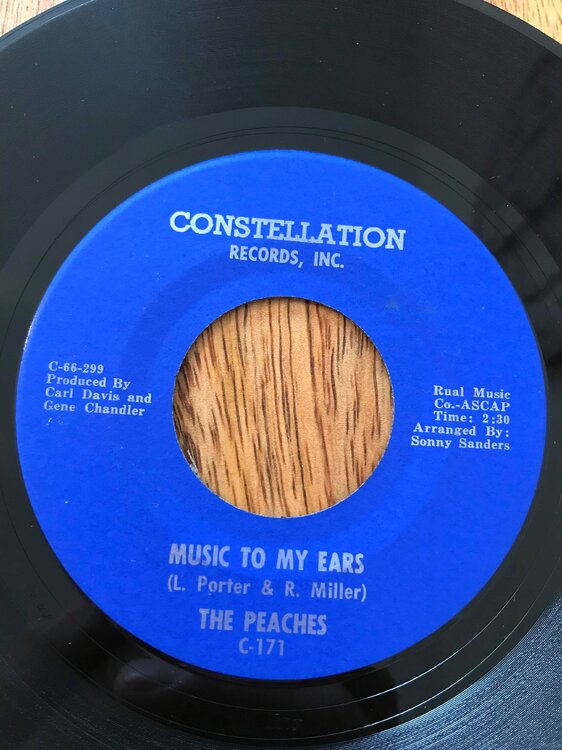 CONSTELLATION
RECORDS, INC.
C-66-299
Produced By
Carl Davis and
Gene Chandler
Rual Music
Co.-ASCAP
Time: 2:30
Arranged By:
Sonny Sanders
MUSIC TO MY EARS
(L. Porter & R. Miller)
THE PEACHES
C-171